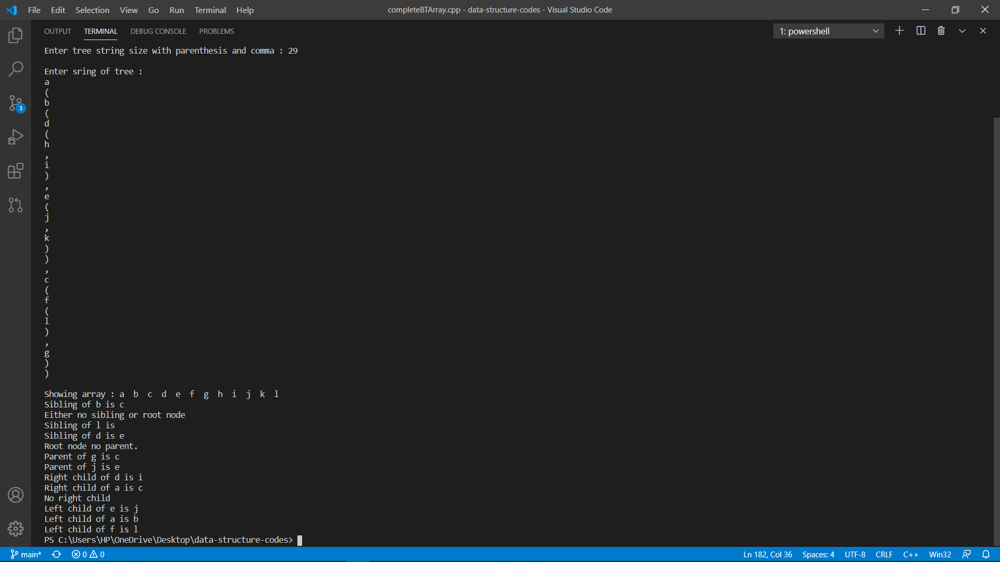 File Edit Selection View Go Run Terminal Help
completeBTArray.cpp - data-structure-codes - Visual Studio Code
OUTPUT TERMINAL DEBUG CONSOLE PROBLEMS
1: powershell
Enter tree string size with parenthesis and comma : 29
Enter sring of tree :
a
(
b
(
d
(
h
,
i
)
,
e
(
j
,
k
)
)
,
c
(
f
(
l
)
,
g
)
)
Showing array : a b c d e f g h i j k l
Sibling of b is c
Either no sibling or root node
Sibling of l is
Sibling of d is e
Root node no parent.
Parent of g is c
Parent of j is e
Right child of d is i
Right child of a is c
No right child
Left child of e is j
Left child of a is b
Left child of f is l
PS C:\Users\HP\OneDrive\Desktop\data-structure-codes>
3
main* 0 0
Ln 182, Col 36 Spaces: 4 UTF-8 CRLF C++ Win32